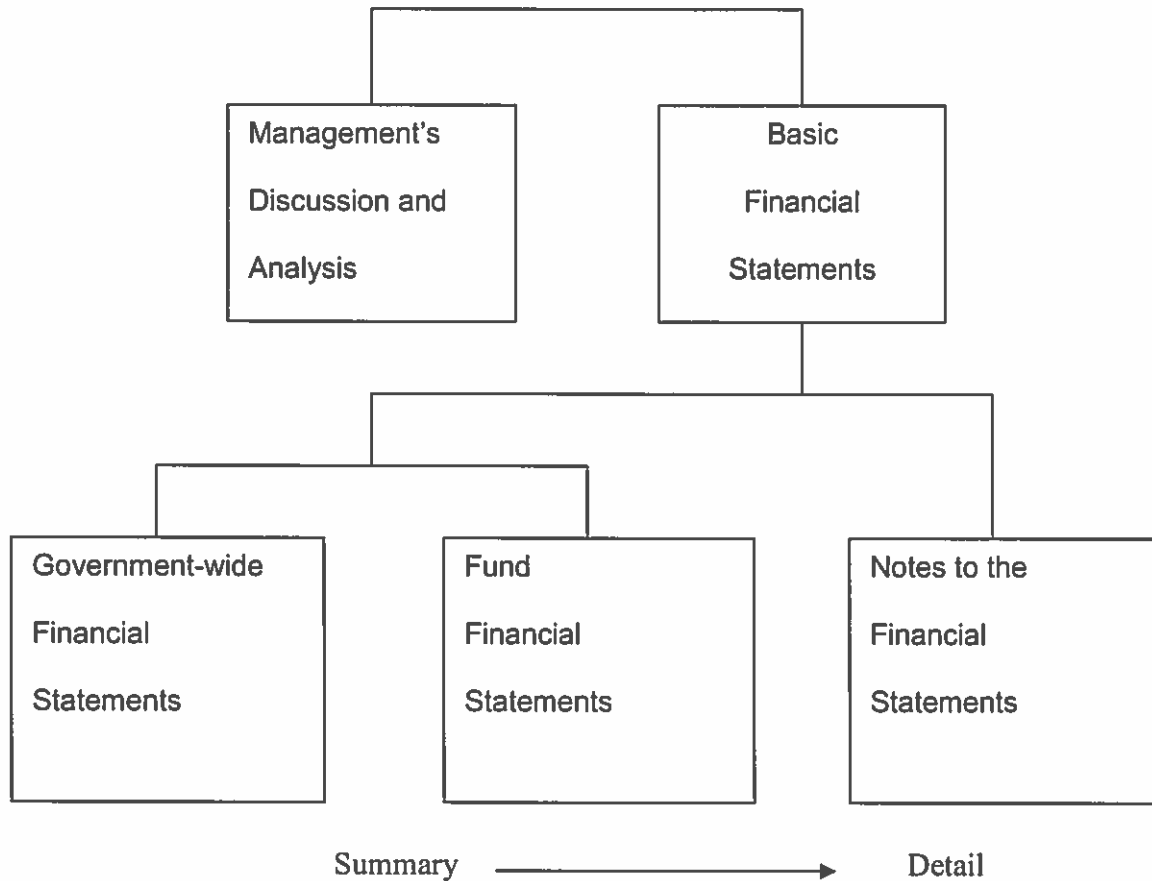 Management's
Discussion and
Analysis
Basic
Financial
Statements
Government-wide
Financial
Statements
Fund
Financial
Statements
Notes to the
Financial
Statements
Summary
Detail